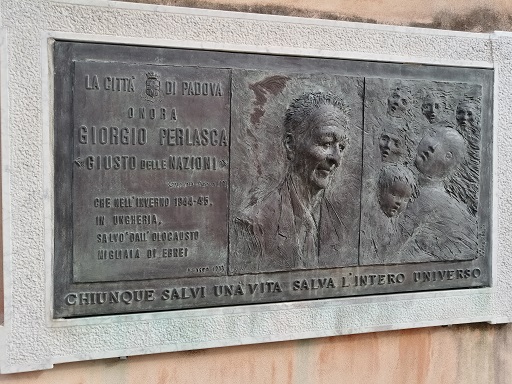 LA CITTÀ DI PADOVA
ONORA
GIORGIO PERLASCA
«GIUSTO DELLE NAZIONI»
CHE NELL'INVERNO 1944-45,
IN UNGHERIA,
SALVO' DALL'OLOCAUSTO
MIGLIAIA DI EBREI
CHIUNQUE SALVI UNA VITA SALVA L'INTERO UNIVERSO